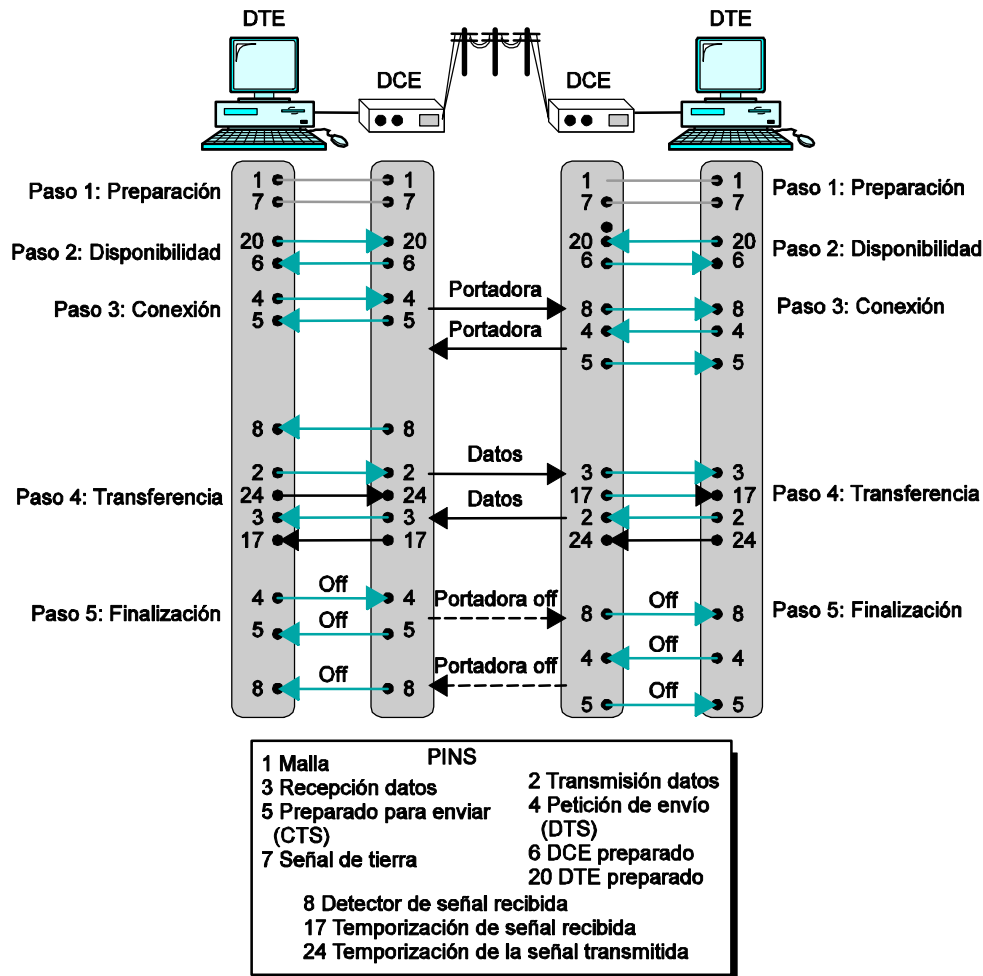 DTE
DCE
DCE
DTE
Paso 1: Preparación
1 1
7 7
1 1
7 7
Paso 1: Preparación
Paso 2: Disponibilidad
20 20
6 6
20 20
6 6
Paso 2: Disponibilidad
Paso 3: Conexión
4 4
5 5
Portadora
Portadora
8 8
4 4
5 5
Paso 3: Conexión
8 8
Paso 4: Transferencia
2 2
24 24
3 3
17 17
Datos
Datos
3 3
17 17
2 2
24 24
Paso 4: Transferencia
Paso 5: Finalización
4 Off 4
5 Off 5
8 Off 8
Portadora off
Portadora off
8 Off 8
4 Off 4
5 Off 5
Paso 5: Finalización
PINS
1 Malla
3 Recepción datos
5 Preparado para enviar
(CTS)
7 Señal de tierra
2 Transmisión datos
4 Petición de envío
(DTS)
6 DCE preparado
20 DTE preparado
8 Detector de señal recibida
17 Temporización de señal recibida
24 Temporización de la señal transmitida